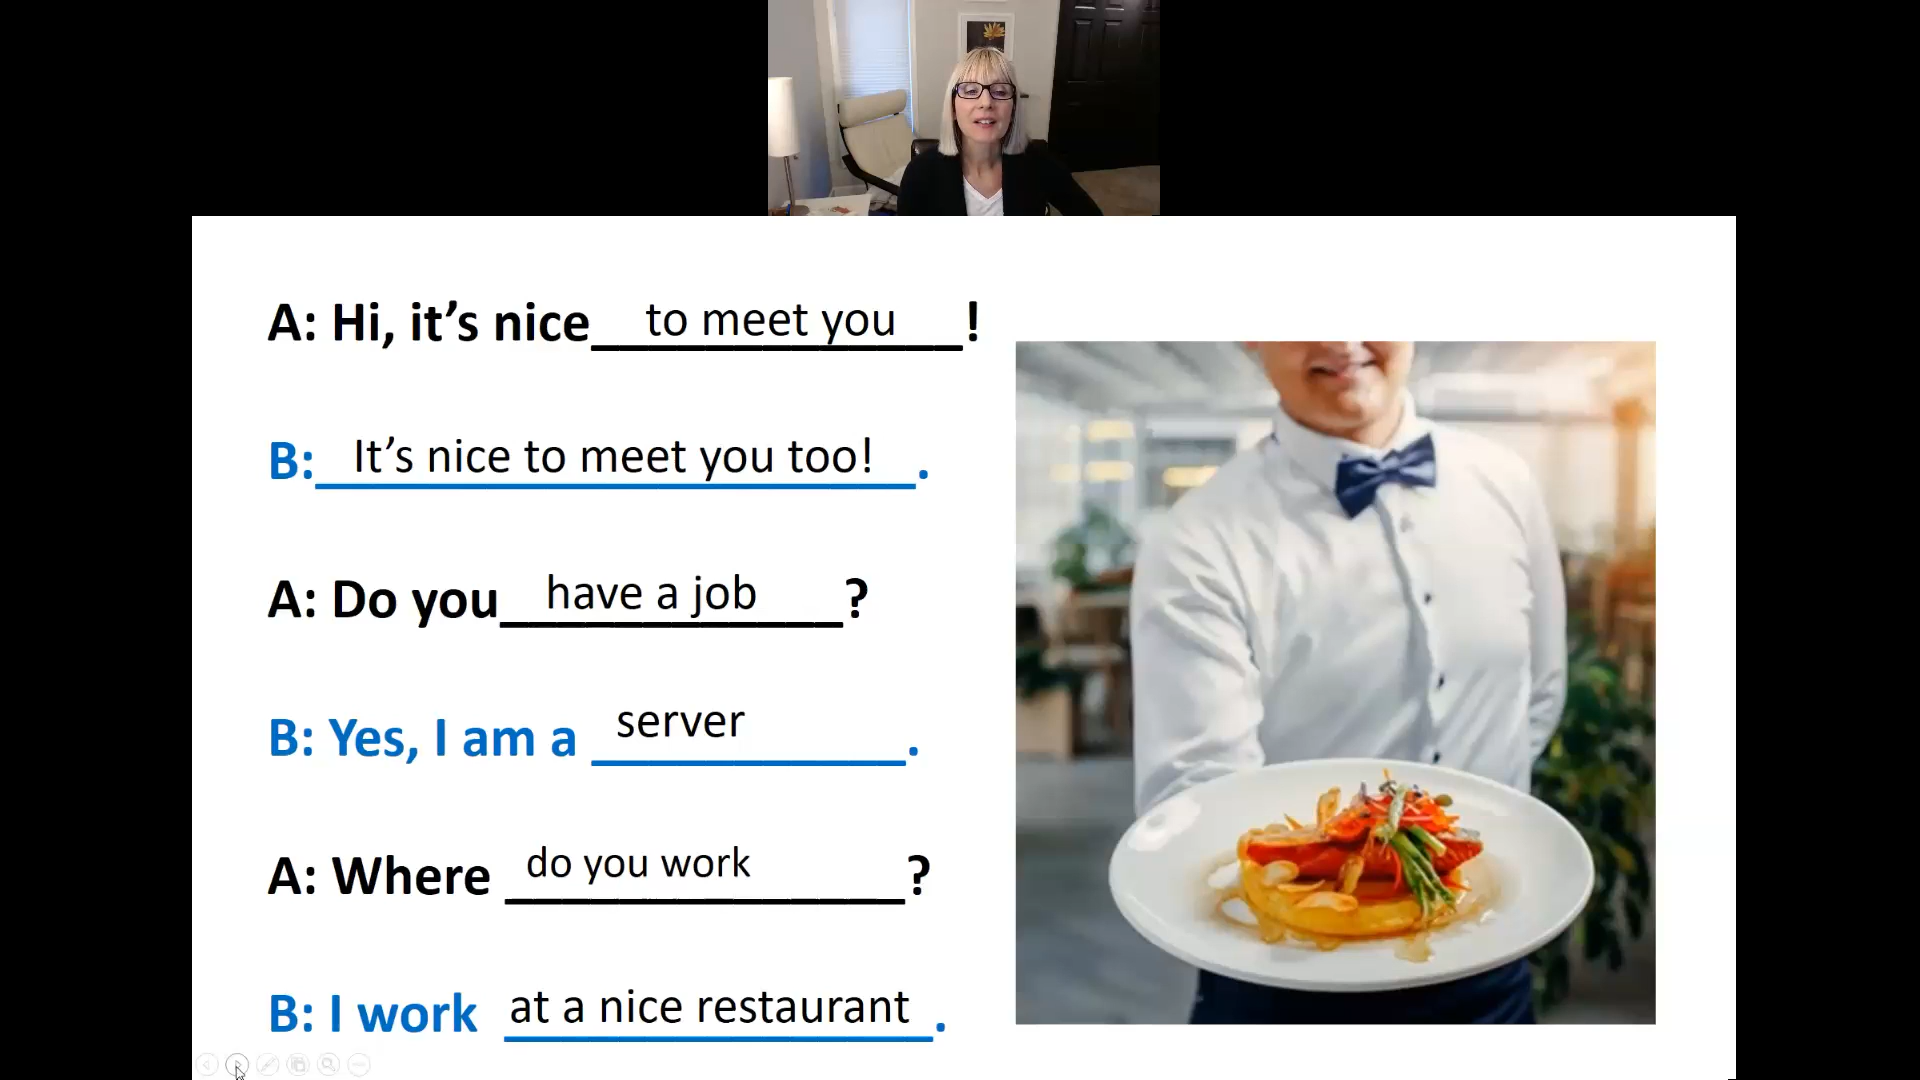 A: Hi, it’s nice to meet you!
B: It’s nice to meet you too! .
A: Do you have a job?
B: Yes, I am a server.
A: Where do you work?
B: I work at a nice restaurant.